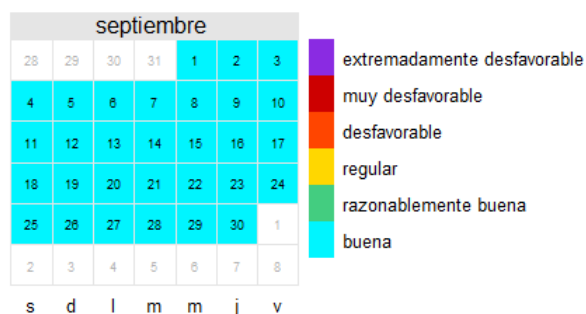 septiembre
28 29 30 31 1 2 3
4 5 6 7 8 9 10
11 12 13 14 15 16 17
18 19 20 21 22 23 24
25 26 27 28 29 30 1
2 3 4 5 6 7 8
s d l m m j v
extremadamente desfavorable
muy desfavorable
desfavorable
regular
razonablemente buena
buena